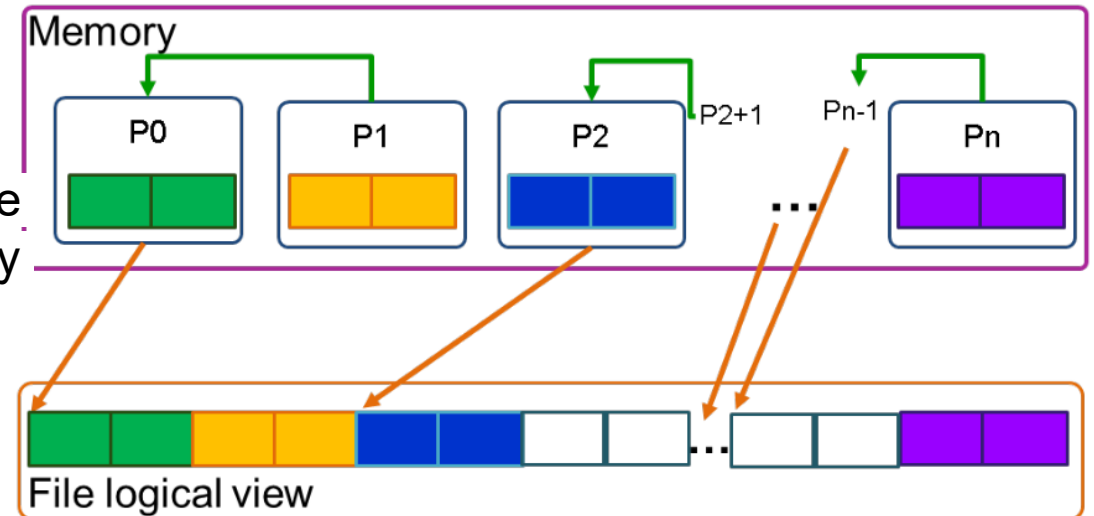 Memory
P0 P1 P2 P2+1 Pn-1 Pn
e
y
...
...
File logical view